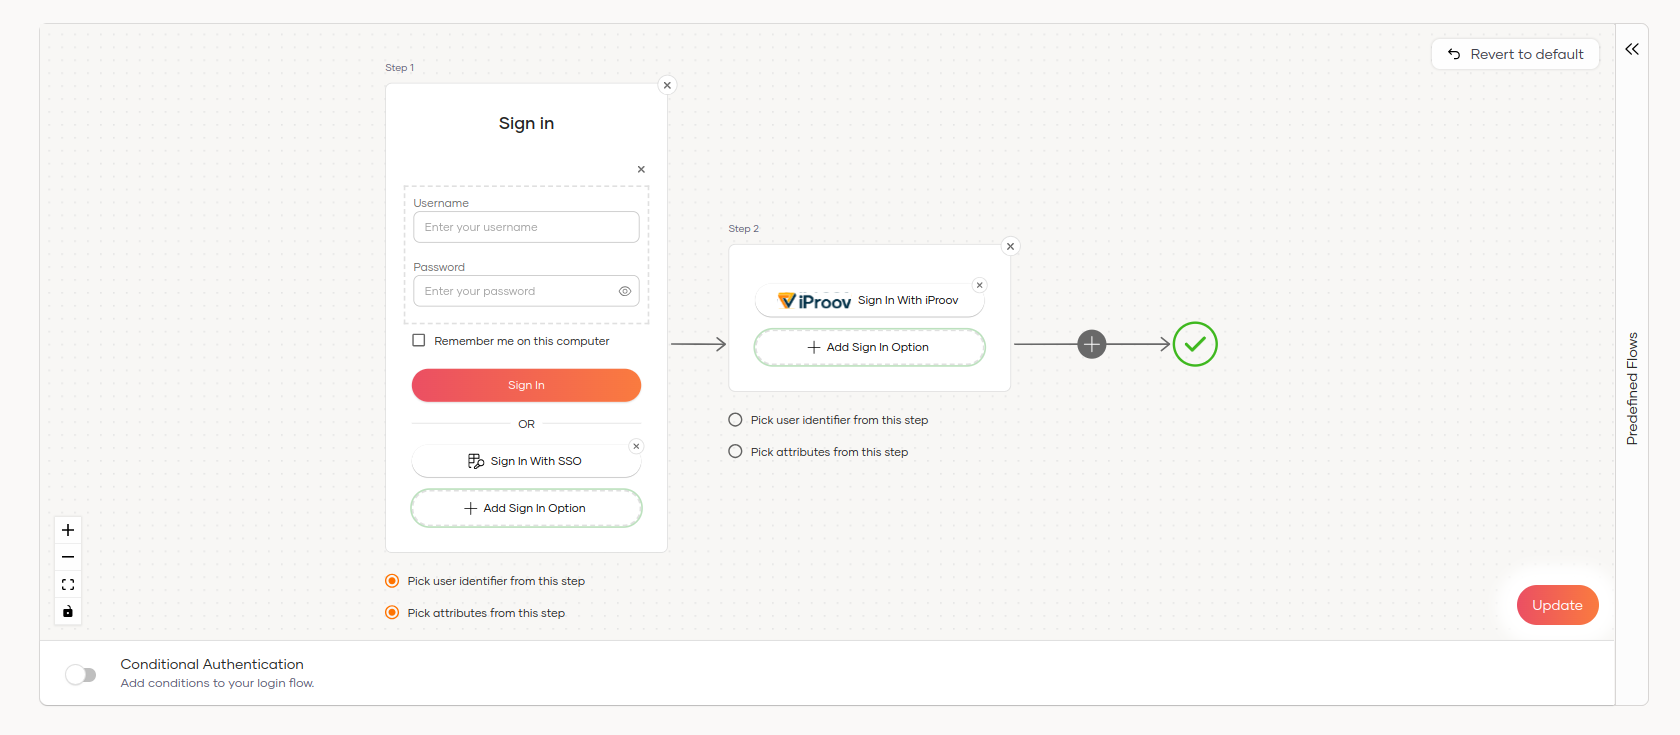 Revert to default
Step 1
Sign in
Username
Enter your username
Password
Enter your password
Remember me on this computer
Sign In
OR
Sign In With SSO
Add Sign In Option
Pick user identifier from this step
Pick attributes from this step
Step 2
iProov Sign In With iProov
Add Sign In Option
Pick user identifier from this step
Pick attributes from this step
Predefined Flows
Update
Conditional Authentication
Add conditions to your login flow.